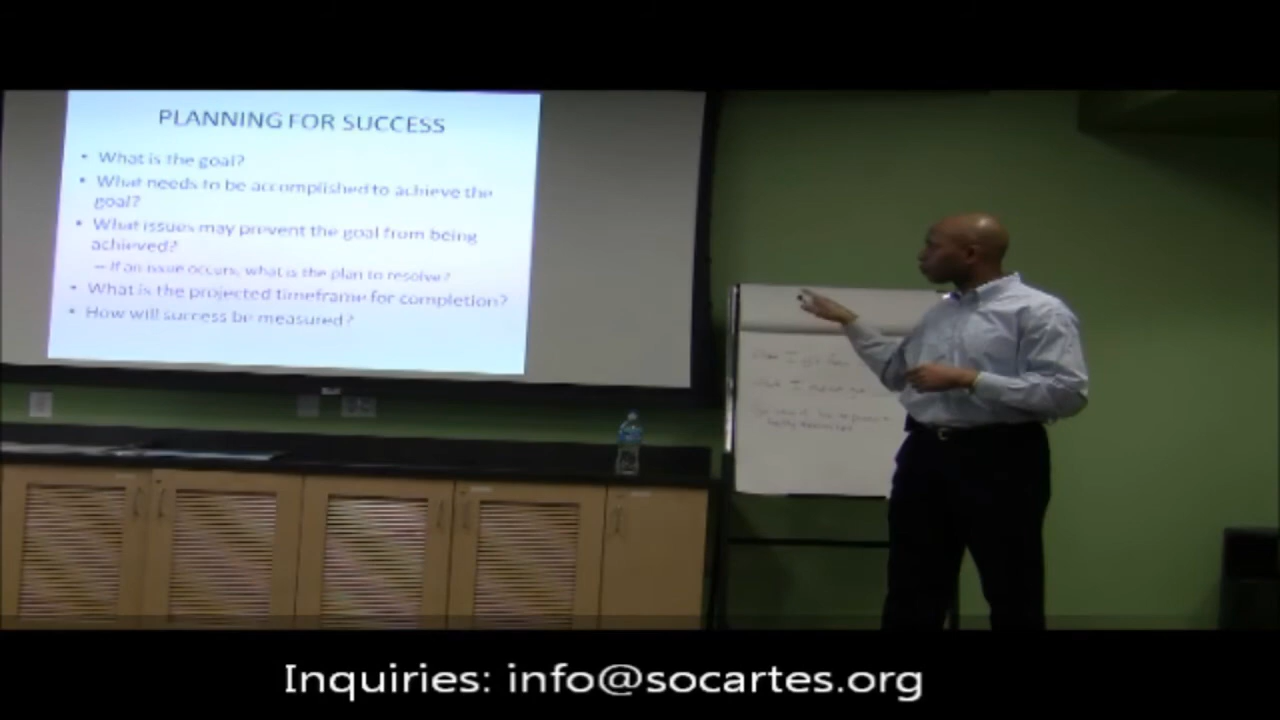 PLANNING FOR SUCCESS
• What is the goal?
• What needs to be accomplished to achieve the
goal?
• What issues may prevent the goal from being
achieved?
– If an issue occurs, what is the plan to resolve?
• What is the projected timeframe for completion?
• How will success be measured?
Inquiries: info@socartes.org